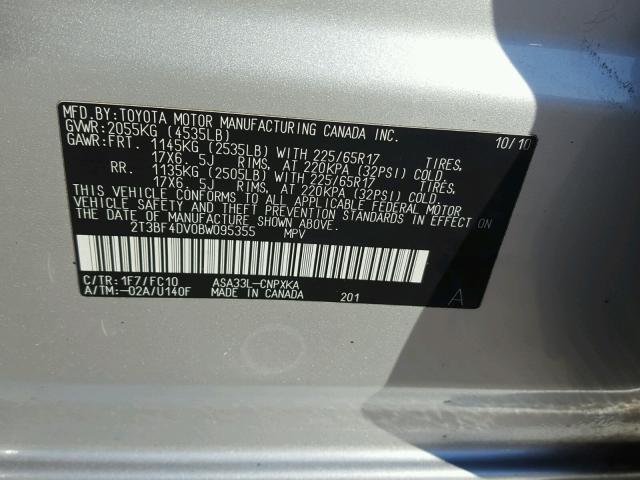 MFD.BY:TOYOTA MOTOR MANUFACTURING CANADA INC. 10/10
GVWR:2055KG (4535LB)
GAWR:FRT. 1145KG (2535LB) WITH 225/65R17 TIRES,
17X6.5J RIMS, AT 220KPA (32PSI) COLD.
RR. 1135KG (2505LB) WITH 225/65R17 TIRES,
17X6.5J RIMS, AT 220KPA (32PSI) COLD.
THIS VEHICLE CONFORMS TO ALL APPLICABLE FEDERAL MOTOR
VEHICLE SAFETY AND THEFT PREVENTION STANDARDS IN EFFECT ON
THE DATE OF MANUFACTURE SHOWN ABOVE.
2T3BF4DV0BW095355 MPV
C/TR:1F7/FC10 ASA33L-CNPXKA
A/TM:-02A/U140F MADE IN CANADA 201 A